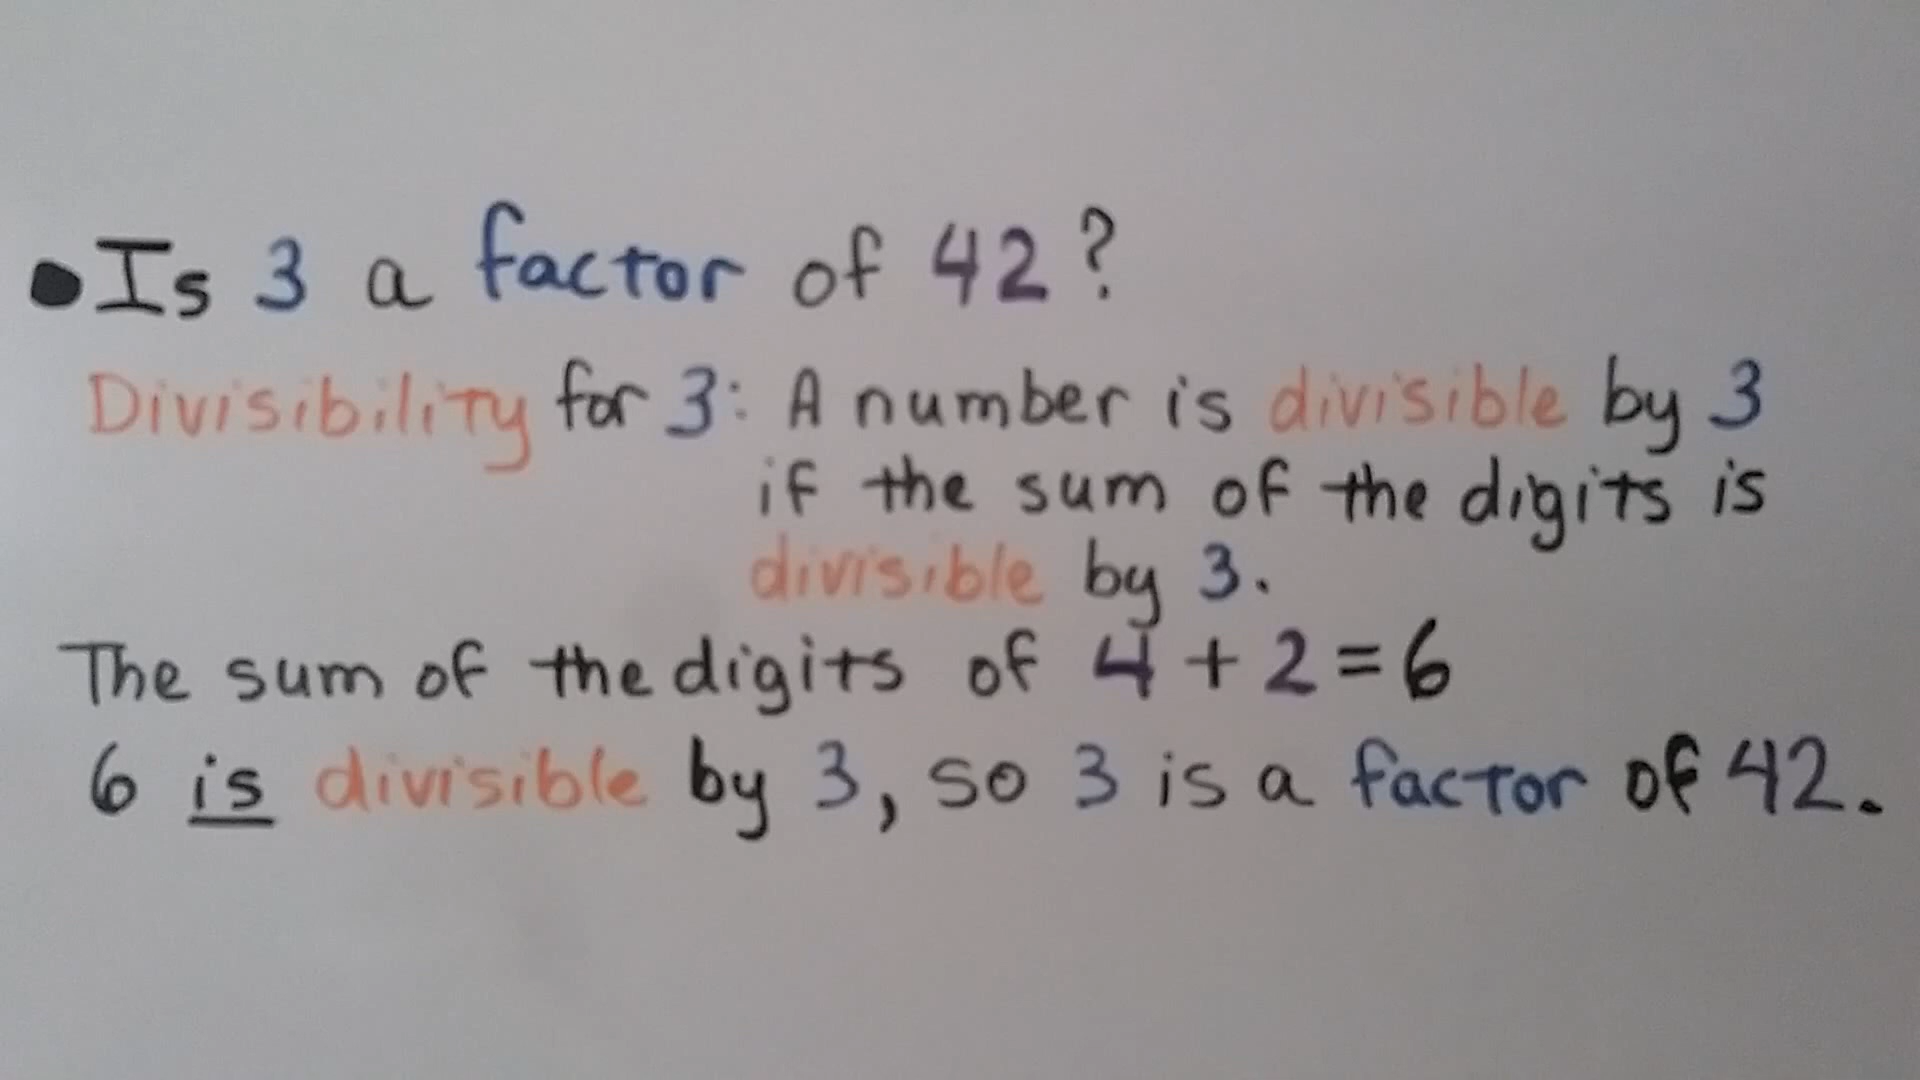 • Is 3 a factor of 42?
Divisibility for 3: A number is divisible by 3
if the sum of the digits is
divisible by 3.
The sum of the digits of 4 + 2 = 6
6 is divisible by 3, so 3 is a factor of 42.